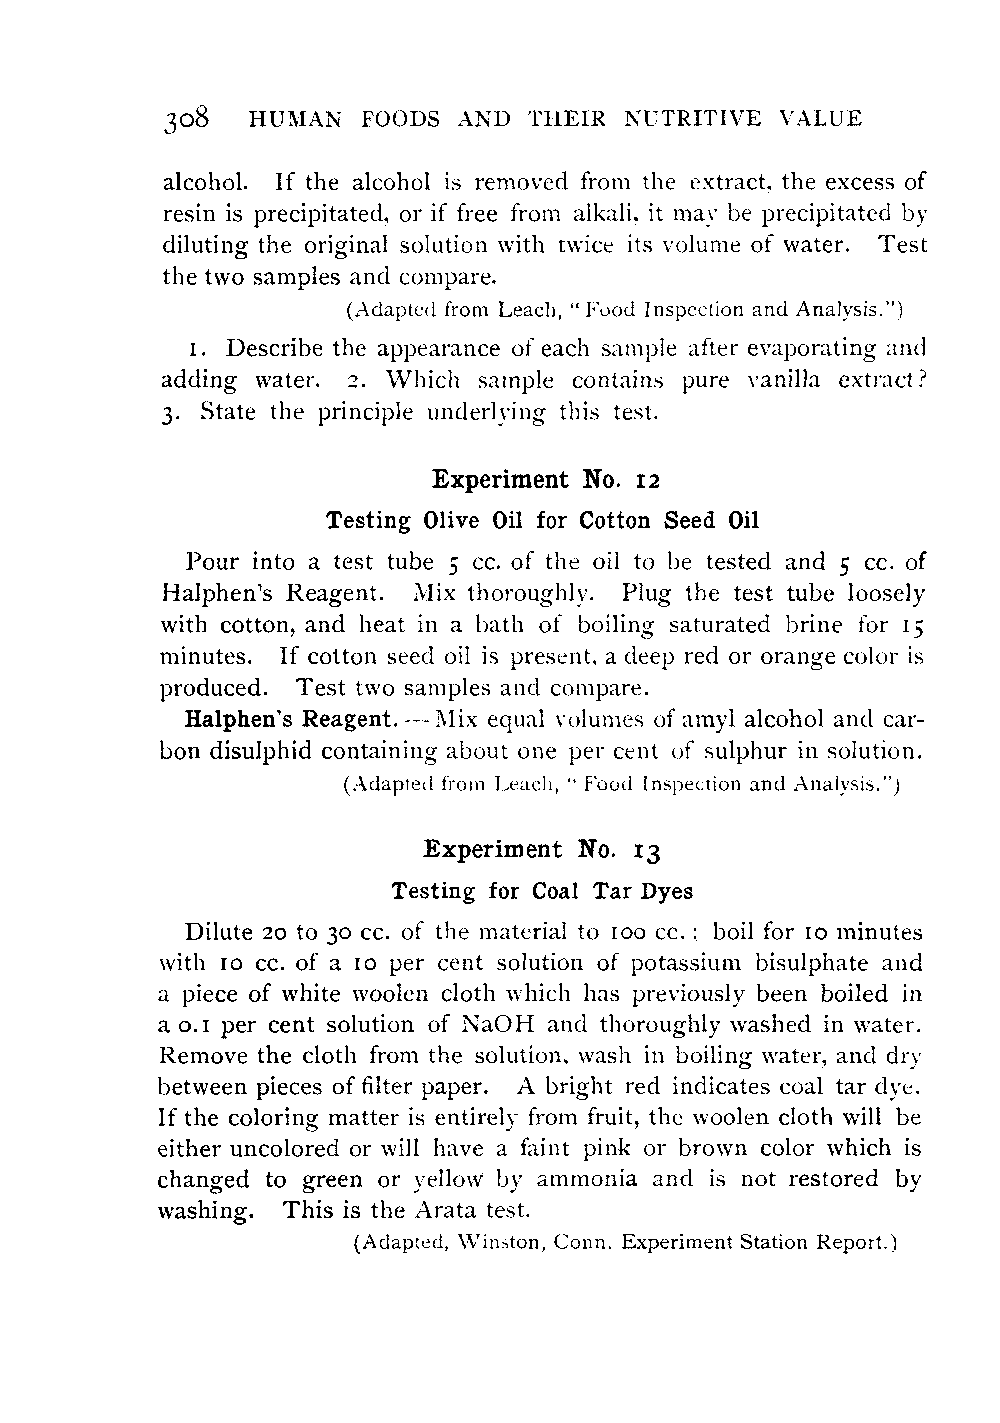 308 HUMAN FOODS AND THEIR NUTRITIVE VALUE
alcohol. If the alcohol is removed from the extract, the excess of
resin is precipitated, or if free from alkali, it may be precipitated by
diluting the original solution with twice its volume of water. Test
the two samples and compare.
(Adapted from Leach, "Food Inspection and Analysis.")
1. Describe the appearance of each sample after evaporating and
adding water. 2. Which sample contains pure vanilla extract?
3. State the principle underlying this test.
Experiment No. 12
Testing Olive Oil for Cotton Seed Oil
Pour into a test tube 5 cc. of the oil to be tested and 5 cc. of
Halphen's Reagent. Mix thoroughly. Plug the test tube loosely
with cotton, and heat in a bath of boiling saturated brine for 15
minutes. If cotton seed oil is present, a deep red or orange color is
produced. Test two samples and compare.
Halphen's Reagent. — Mix equal volumes of amyl alcohol and car-
bon disulphid containing about one per cent of sulphur in solution.
(Adapted from Leach, "Food Inspection and Analysis.")
Experiment No. 13
Testing for Coal Tar Dyes
Dilute 20 to 30 cc. of the material to 100 cc.; boil for 10 minutes
with 10 cc. of a 10 per cent solution of potassium bisulphate and
a piece of white woolen cloth which has previously been boiled in
a 0.1 per cent solution of NaOH and thoroughly washed in water.
Remove the cloth from the solution, wash in boiling water, and dry
between pieces of filter paper. A bright red indicates coal tar dye.
If the coloring matter is entirely from fruit, the woolen cloth will be
either uncolored or will have a faint pink or brown color which is
changed to green or yellow by ammonia and is not restored by
washing. This is the Arata test.
(Adapted, Winston, Conn. Experiment Station Report.)